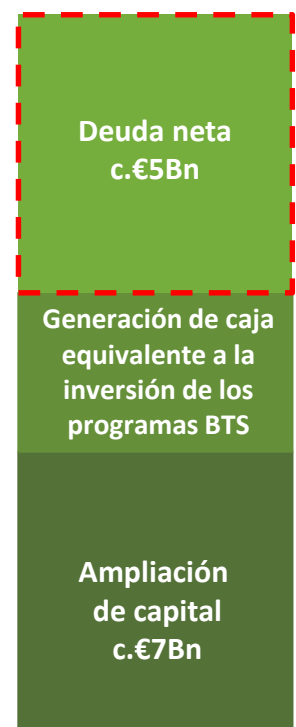 Deuda neta
c.€5Bn
Generación de caja
equivalente a la
inversión de los
programas BTS
Ampliación
de capital
c.€7Bn